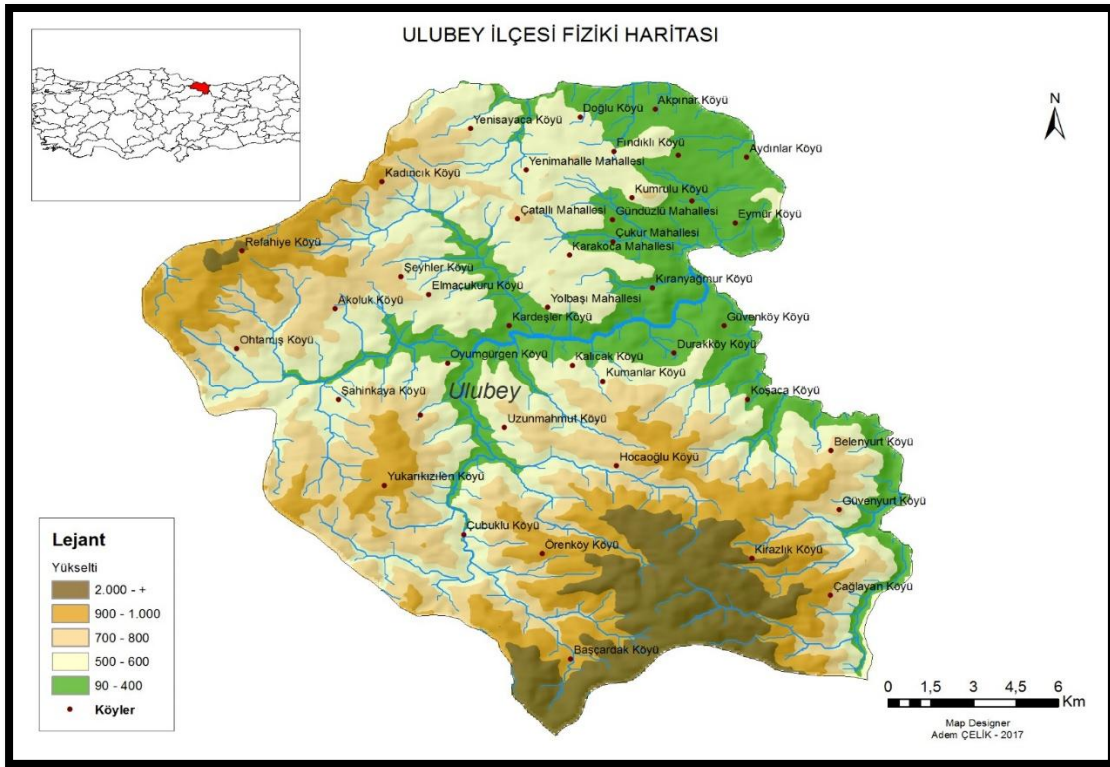 ULUBEY İLÇESİ FİZİKİ HARİTASI
N
Doğlu Köyü
Akpınar Köyü
Yenisayaca Köyü
Fındıklı Köyü
Aydınlar Köyü
Yenimahalle Mahallesi
Kadıncık Köyü
Kumrulu Köyü
Çatallı Mahallesi
Gündüzlü Mahallesi
Eymür Köyü
Çukur Mahallesi
Refahiye Köyü
Karakoca Mahallesi
Şeyhler Köyü
Kıranyağmur Köyü
Elmaçukuru Köyü
Akoluk Köyü
Yolbaşı Mahallesi
Kardeşler Köyü
Güvenköy Köyü
Ohtamış Köyü
Oyumgürgen Köyü
Kalıcak Köyü
Durakköy Köyü
Kumanlar Köyü
Şahinkaya Köyü
Ulubey
Koşaca Köyü
Uzunmahmut Köyü
Belenyurt Köyü
Hocaoğlu Köyü
Yukarıkızılen Köyü
Güvenyurt Köyü
Çubuklu Köyü
Örenköy Köyü
Kirazlık Köyü
Çağlayan Köyü
Başçardak Köyü
Lejant
Yükselti
2.000 - +
900 - 1.000
700 - 800
500 - 600
90 - 400
Köyler
0 1,5 3 4,5 6
Km
Map Designer
Adem ÇELİK - 2017